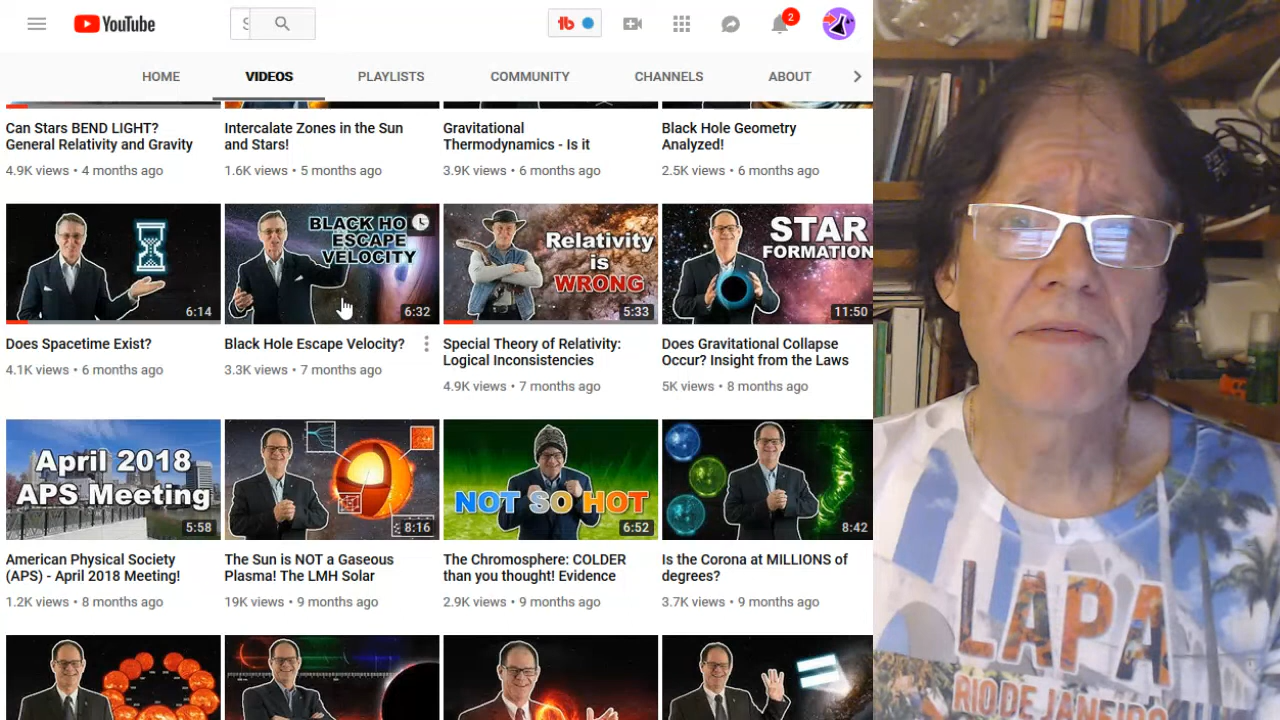 YouTube
S
2
HOME VIDEOS PLAYLISTS COMMUNITY CHANNELS ABOUT
Can Stars BEND LIGHT?
General Relativity and Gravity
4.9K views • 4 months ago
Intercalate Zones in the Sun
and Stars!
1.6K views • 5 months ago
Gravitational
Thermodynamics - Is it
3.9K views • 6 months ago
Black Hole Geometry
Analyzed!
2.5K views • 6 months ago
6:14
Does Spacetime Exist?
4.1K views • 6 months ago
BLACK HO
ESCAPE
VELOCITY
6:32
Black Hole Escape Velocity?
3.3K views • 7 months ago
Relativity
is
WRONG
5:33
Special Theory of Relativity:
Logical Inconsistencies
4.9K views • 7 months ago
STAR
FORMATION
11:50
Does Gravitational Collapse
Occur? Insight from the Laws
5K views • 8 months ago
April 2018
APS Meeting
5:58
American Physical Society
(APS) - April 2018 Meeting!
1.2K views • 8 months ago
8:16
The Sun is NOT a Gaseous
Plasma! The LMH Solar
19K views • 9 months ago
NOT SO HOT
6:52
The Chromosphere: COLDER
than you thought! Evidence
2.9K views • 9 months ago
8:42
Is the Corona at MILLIONS of
degrees?
3.7K views • 9 months ago
LAPA
RIO DE JANEIRO